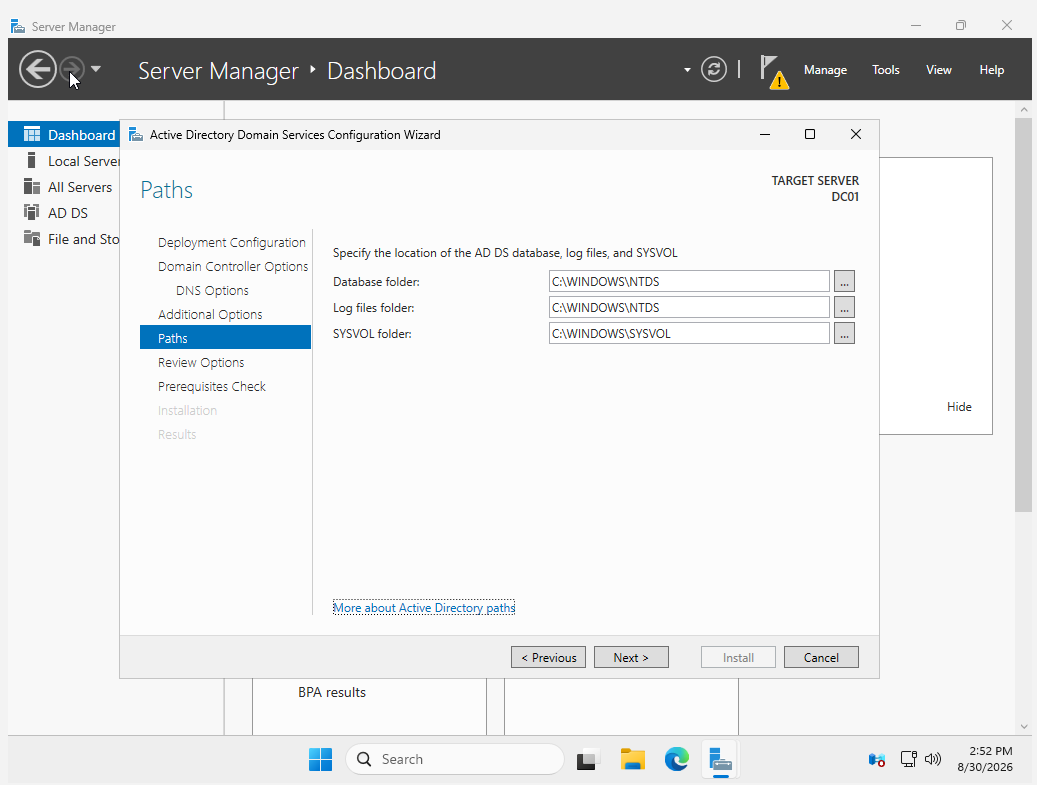 Server Manager
Server Manager ‣ Dashboard
Manage
Tools
View
Help
Dashboard
Local Server
All Servers
AD DS
File and Sto
Active Directory Domain Services Configuration Wizard
Paths
TARGET SERVER
DC01
Deployment Configuration
Domain Controller Options
DNS Options
Additional Options
Paths
Review Options
Prerequisites Check
Installation
Results
Specify the location of the AD DS database, log files, and SYSVOL
Database folder: C:\WINDOWS\NTDS ...
Log files folder: C:\WINDOWS\NTDS ...
SYSVOL folder: C:\WINDOWS\SYSVOL ...
More about Active Directory paths
< Previous
Next >
Install
Cancel
Hide
BPA results
Search
2:52 PM
8/30/2026